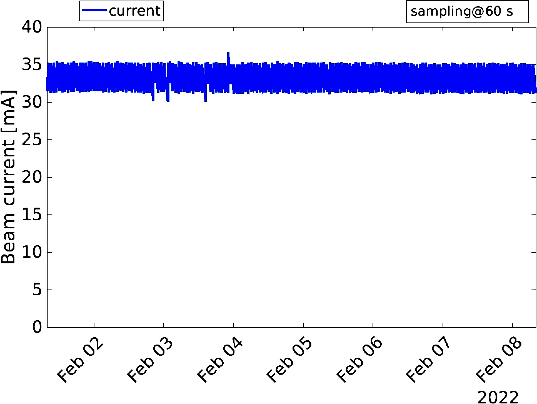 current
sampling@60 s
Beam current [mA]
40
35
30
25
20
15
10
5
0
Feb 02
Feb 03
Feb 04
Feb 05
Feb 06
Feb 07
Feb 08
2022